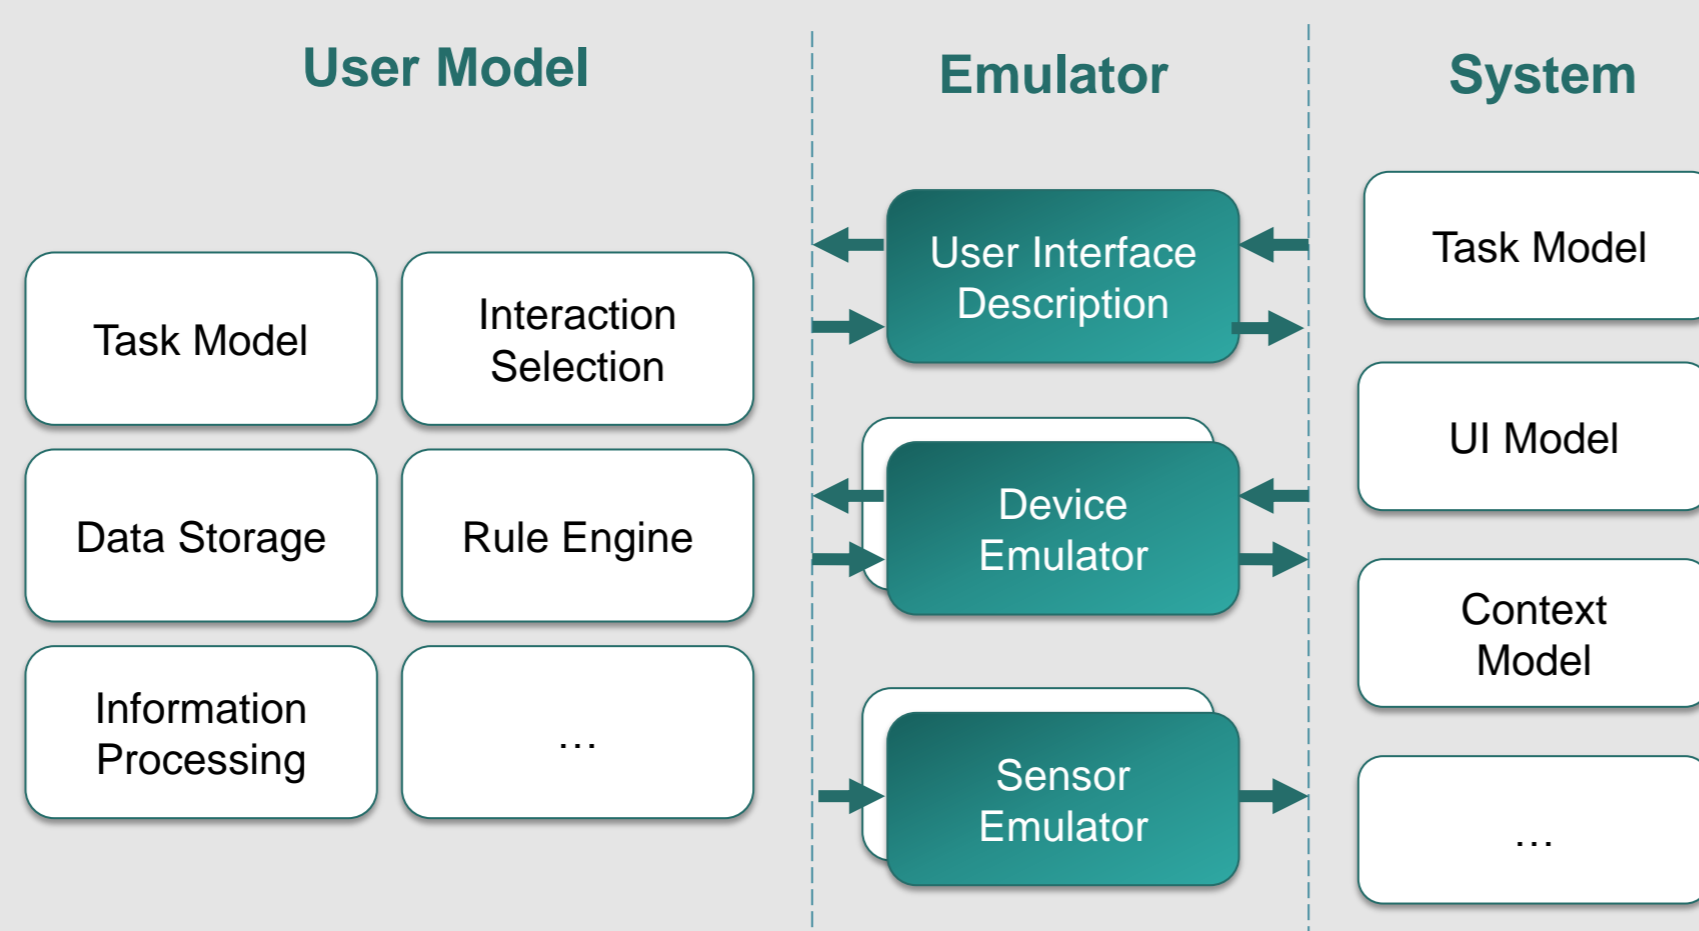 User Model
Task Model
Interaction
Selection
Data Storage
Rule Engine
Information
Processing
…
Emulator
User Interface
Description
Device
Emulator
Sensor
Emulator
System
Task Model
UI Model
Context
Model
…